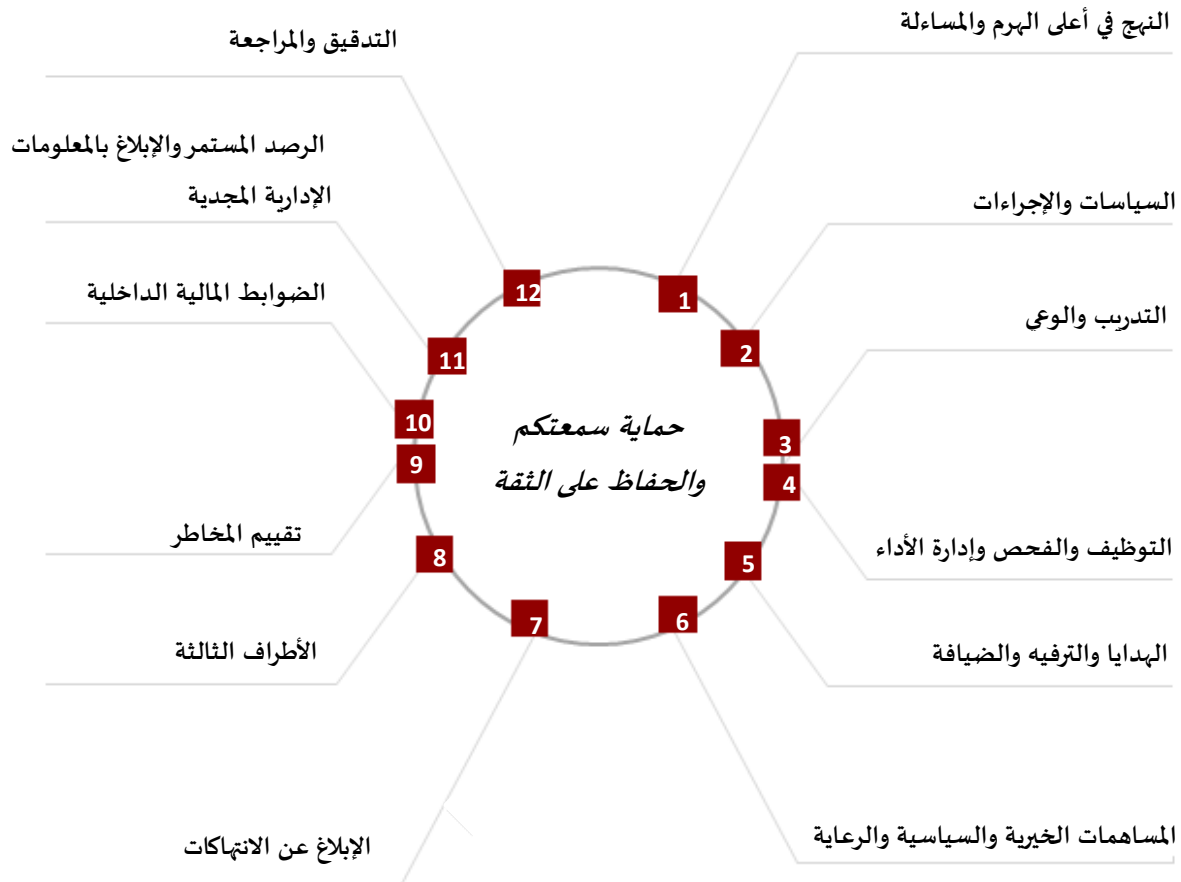 النهج في أعلى الهرم والمساءلة
التدقيق والمراجعة
الرصد المستمر والإبلاغ بالمعلومات
الإدارية المجدية
السياسات والإجراءات
الضوابط المالية الداخلية
التدريب والوعي
12
1
2
11
10
3
حماية سمعتكم
والحفاظ على الثقة
9
4
تقييم المخاطر
التوظيف والفحص وإدارة الأداء
8
5
7
6
الأطراف الثالثة
الهدايا والترفيه والضيافة
المساهمات الخيرية والسياسية والرعاية
الإبلاغ عن الانتهاكات